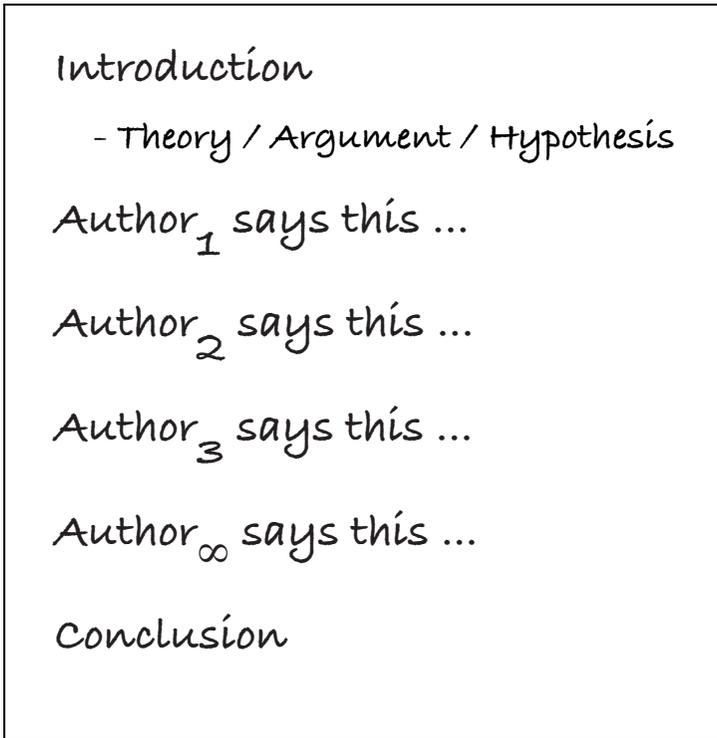 Introduction
- Theory / Argument / Hypothesis
Author₁ says this ...
Author₂ says this ...
Author₃ says this ...
Author∞ says this ...
Conclusion